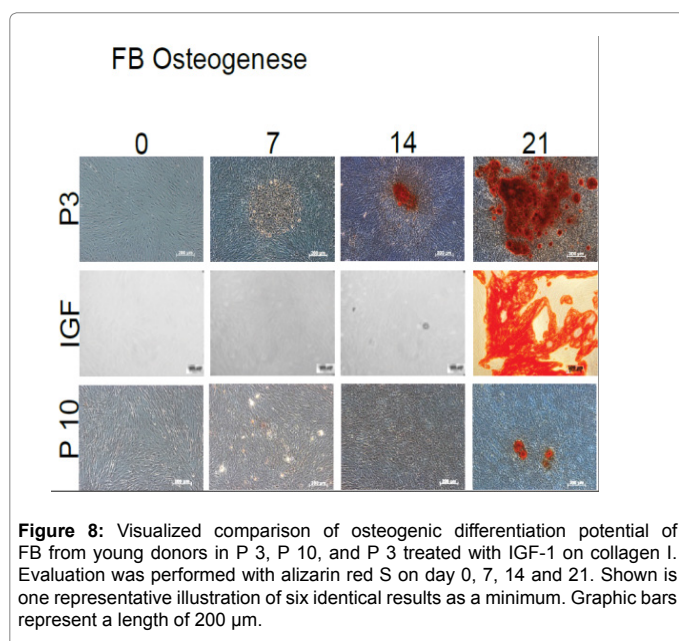 FB Osteogenese
0 7 14 21
P3
IGF
P 10
Figure 8: Visualized comparison of osteogenic differentiation potential of
FB from young donors in P 3, P 10, and P 3 treated with IGF-1 on collagen I.
Evaluation was performed with alizarin red S on day 0, 7, 14 and 21. Shown is
one representative illustration of six identical results as a minimum. Graphic bars
represent a length of 200 µm.